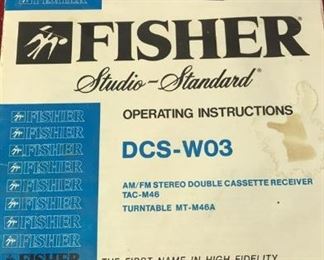 FISHER
FISHER
Studio-Standard®
OPERATING INSTRUCTIONS
DCS-W03
AM/FM STEREO DOUBLE CASSETTE RECEIVER
TAC-M46
TURNTABLE MT-M46A
FISHER
FISHER
FISHER
FISHER
FISHER
FISHER
FISHER
FISHER
THE FIRST NAME IN HIGH FIDELITY